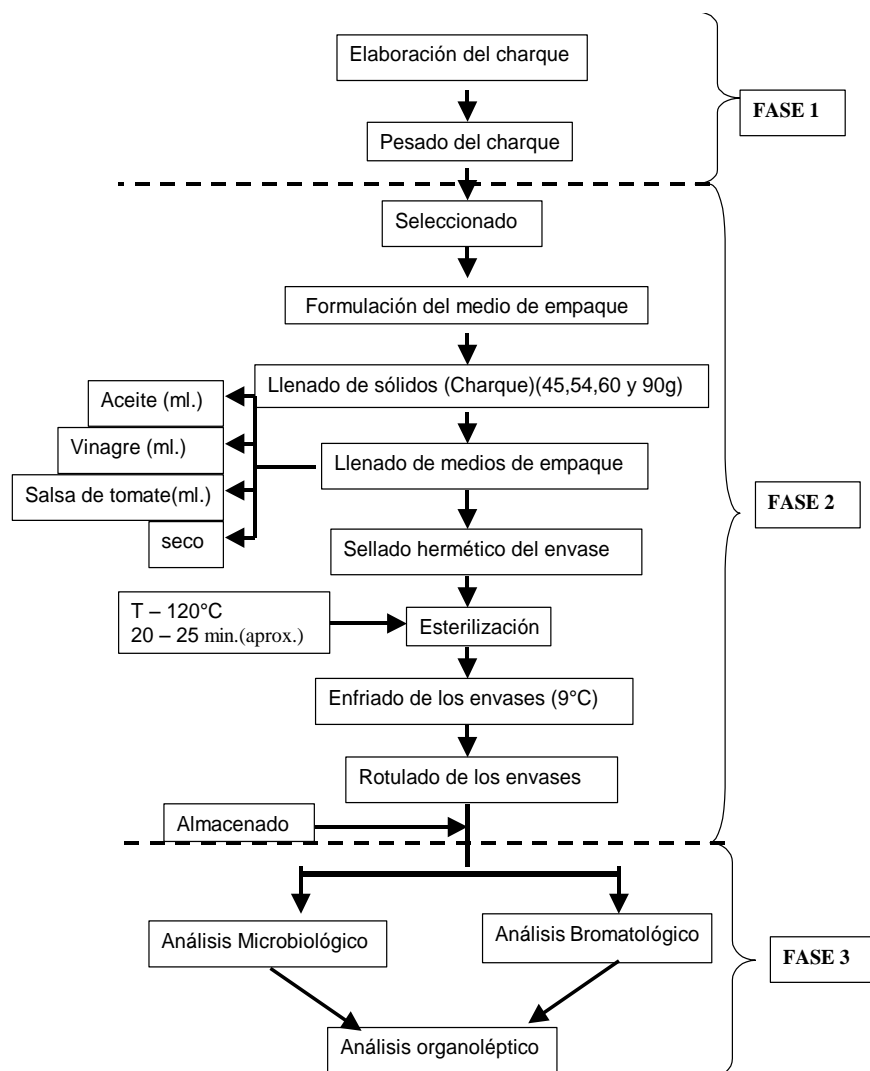 Elaboración del charque
FASE 1
Pesado del charque
Seleccionado
Formulación del medio de empaque
Llenado de sólidos (Charque)(45,54,60 y 90g)
Aceite (ml.)
Vinagre (ml.)
Llenado de medios de empaque
Salsa de tomate(ml.)
FASE 2
seco
Sellado hermético del envase
T – 120°C
20 – 25 min.(aprox.)
Esterilización
Enfriado de los envases (9°C)
Rotulado de los envases
Almacenado
Análisis Microbiológico
Análisis Bromatológico
FASE 3
Análisis organoléptico